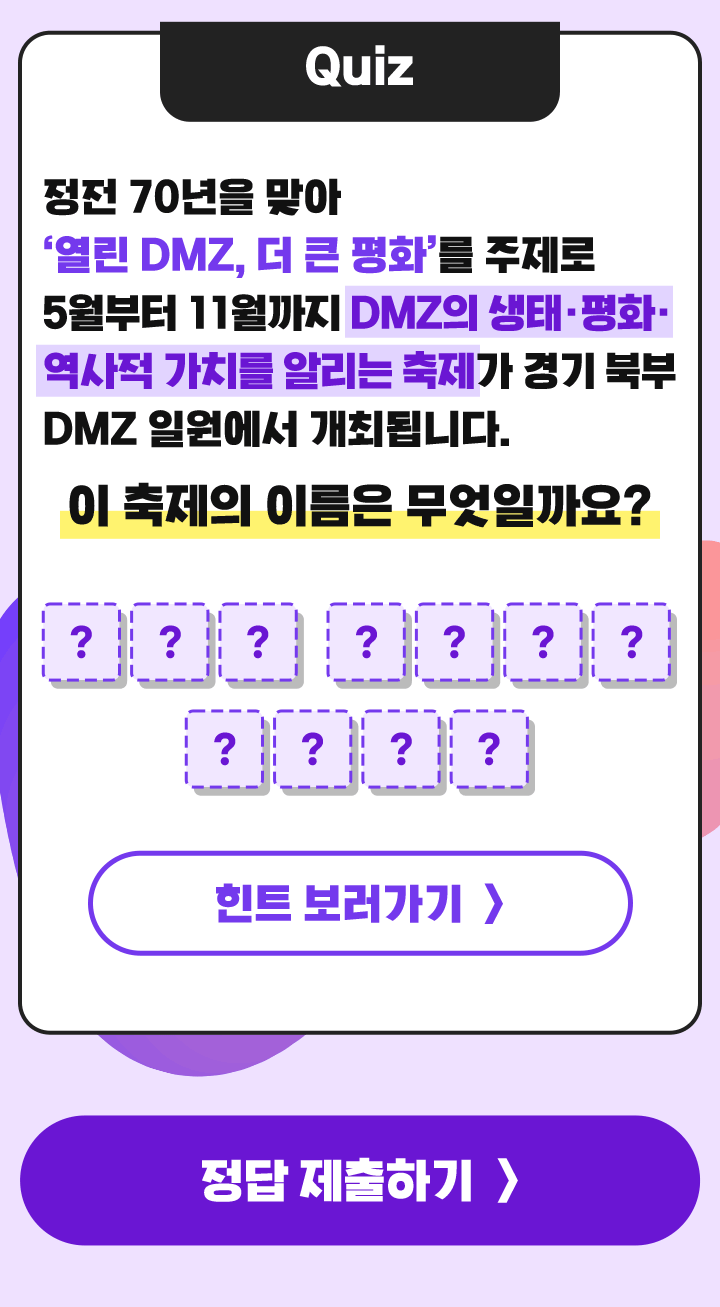 Quiz
정전 70년을 맞아
‘열린 DMZ, 더 큰 평화’를 주제로
5월부터 11월까지 DMZ의 생태·평화·
역사적 가치를 알리는 축제가 경기 북부
DMZ 일원에서 개최됩니다.
이 축제의 이름은 무엇일까요?
? ? ? ? ? ? ?
? ? ? ?
힌트 보러가기 〉
정답 제출하기 〉